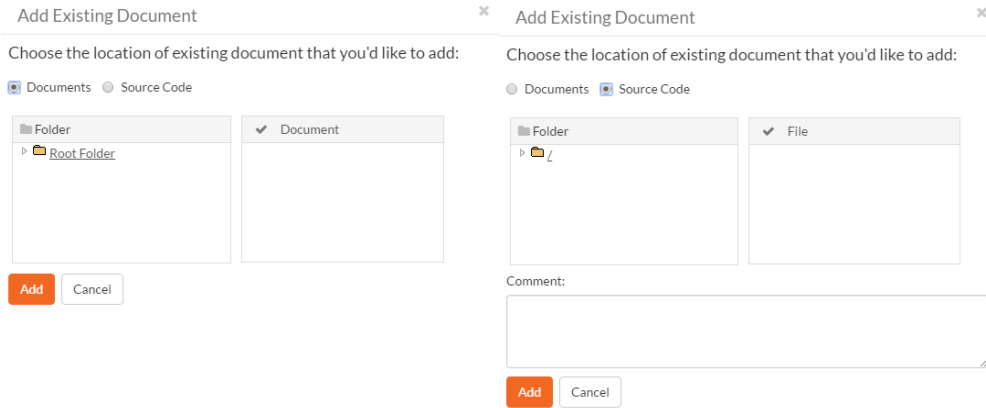 Add Existing Document
Choose the location of existing document that you'd like to add:
Documents Source Code
Folder Document
Root Folder
Add Cancel
Add Existing Document
Choose the location of existing document that you'd like to add:
Documents Source Code
Folder File
/
Comment:
Add Cancel